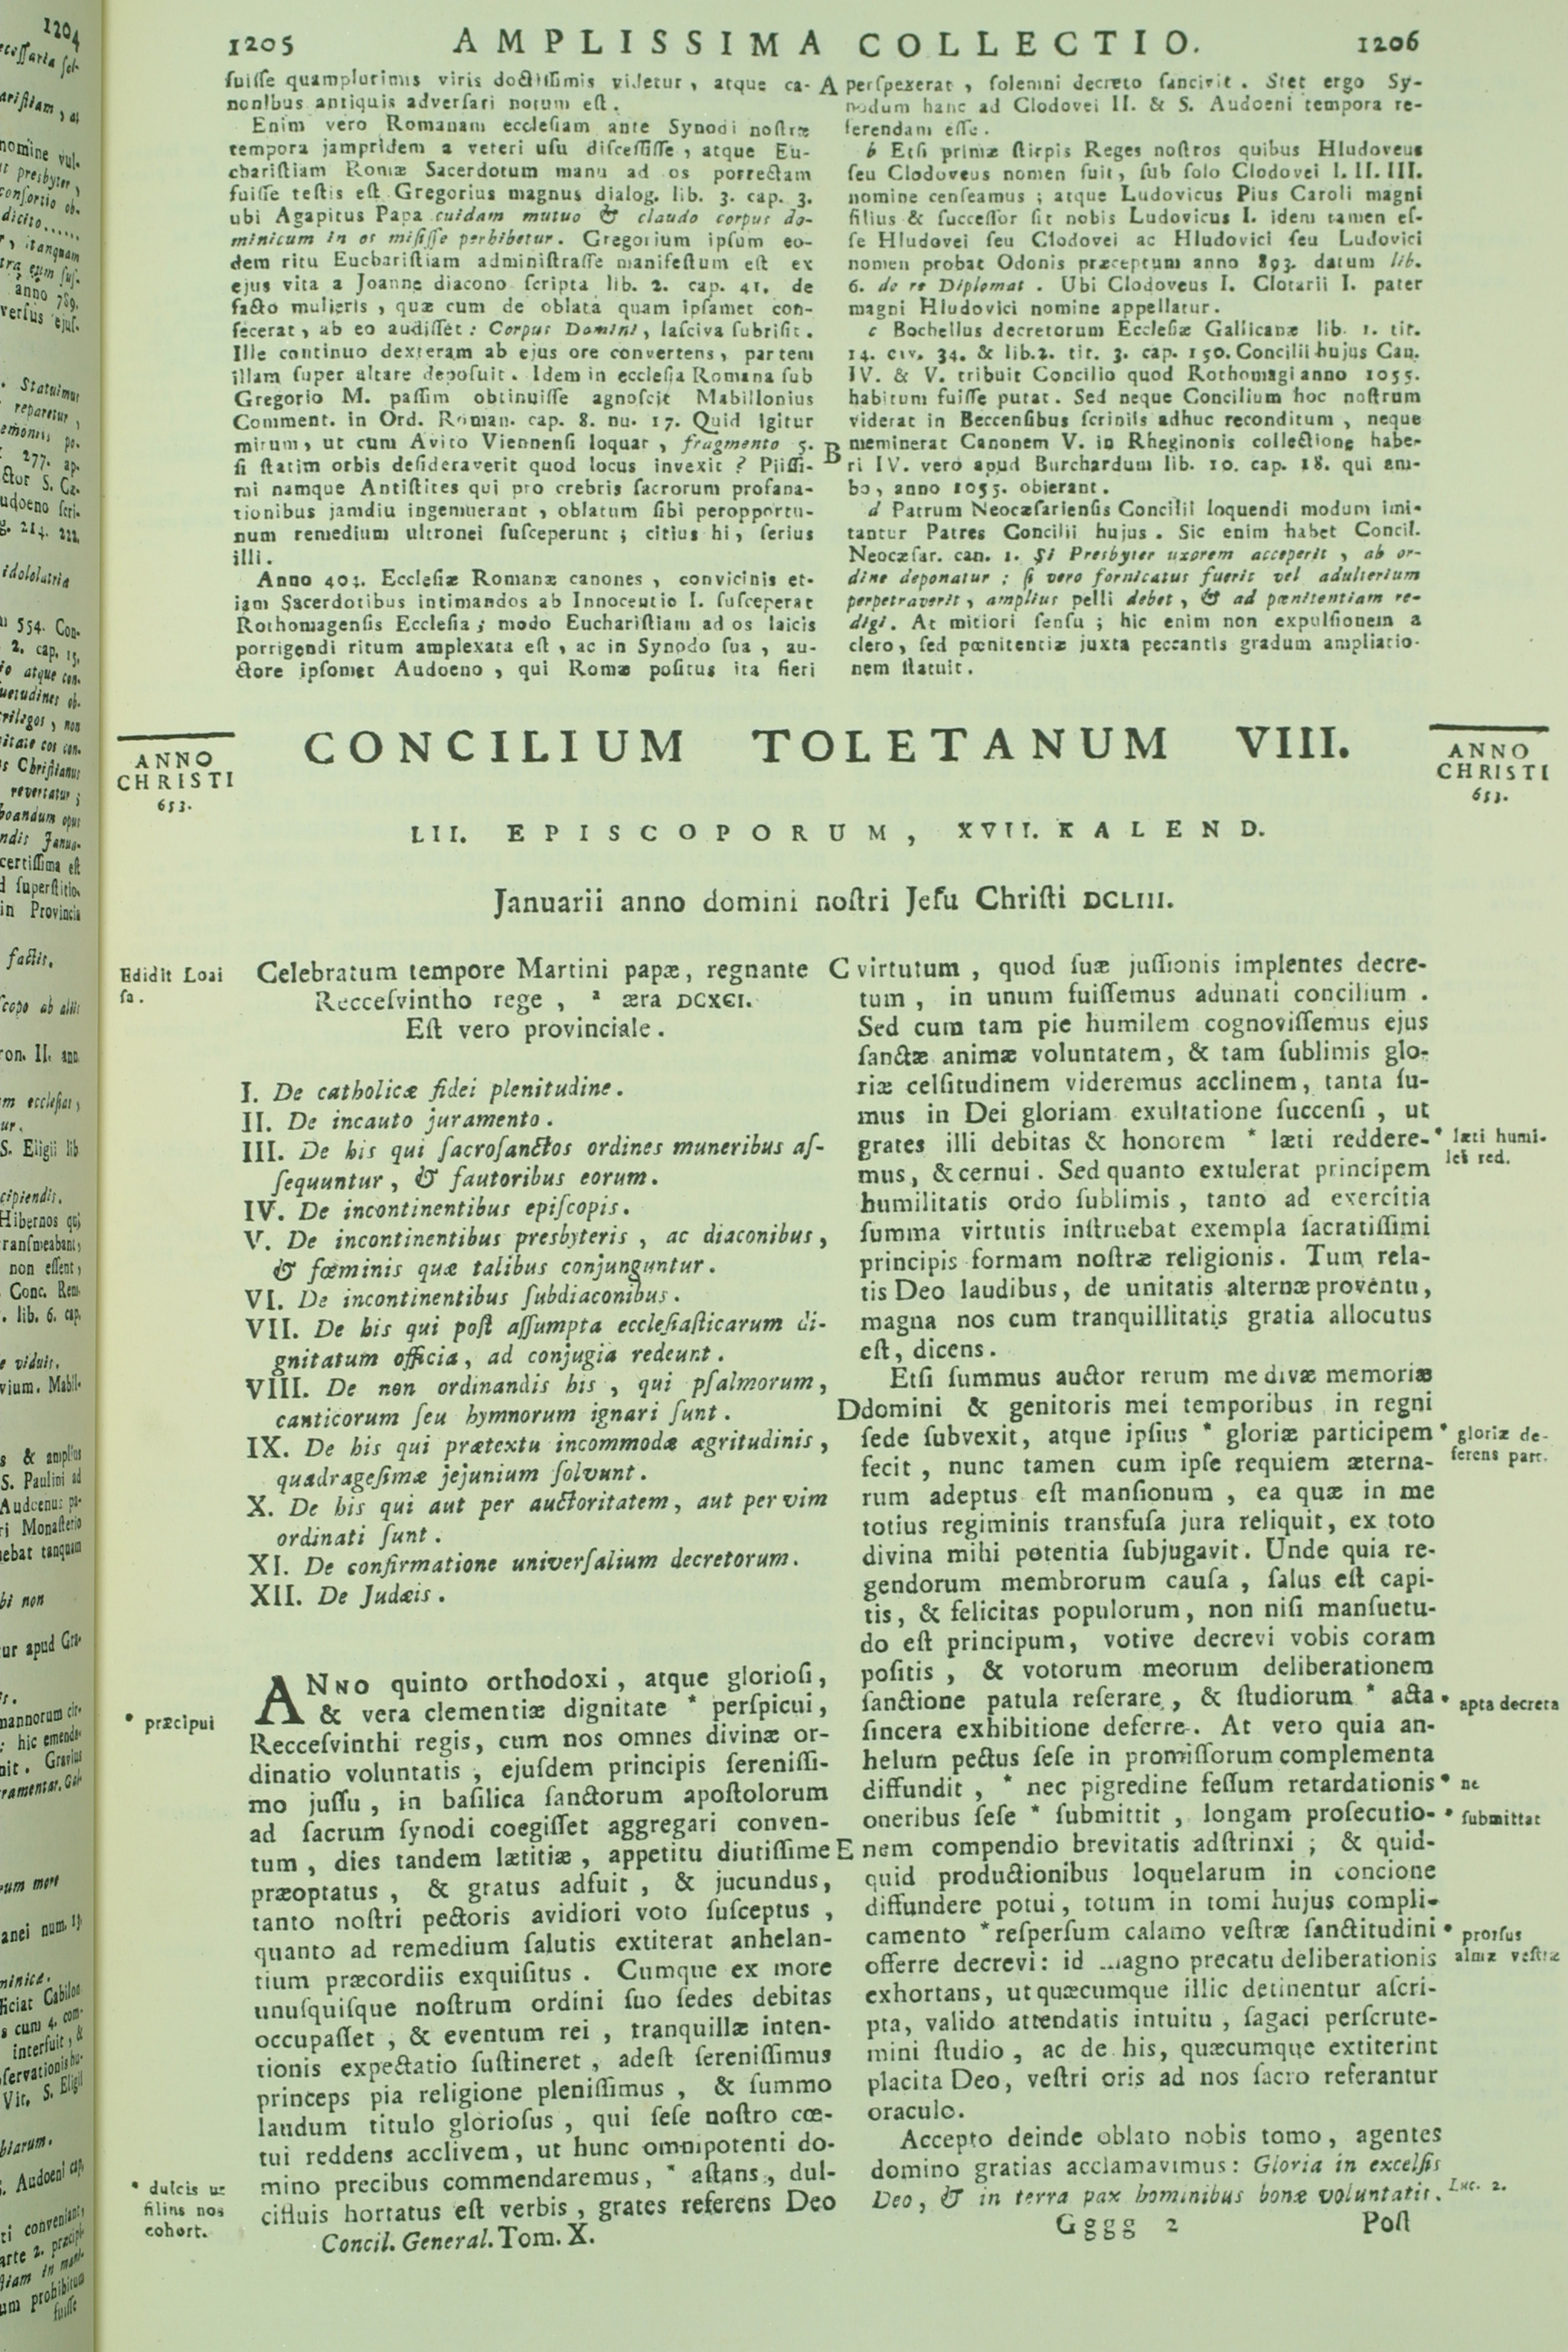 1205 AMPLISSIMA COLLECTIO. 1206
fuiſſe quamplurimis viris doctiſſimis videtur, atque ca-
nonibus antiquis adverſari notum eſt.
Enim vero Romanam eccleſiam ante Synodi noſtræ
tempora jampridem a veteri uſu diſceſſiſſe, atque Eu-
chariſtiam Romæ Sacerdotum manu ad os porrectam
fuiſſe teſtis eſt Gregorius magnus dialog. lib. 3. cap. 3.
ubi Agapitus Papa cuidam mutuo & claudo corpus do-
minicum in os miſiſſe perhibetur. Gregorium ipſum eo-
dem ritu Euchariſtiam adminiſtraſſe manifeſtum eſt ex
ejus vita a Joanne diacono ſcripta lib. 2. cap. 41. de
facto mulieris, quæ cum de oblata quam ipſamet con-
fecerat, ab eo audiſſet: Corpus Domini, laſciva ſubriſit.
Ille continuo dexteram ab ejus ore convertens, partem
illam ſuper altare depoſuit. Idem in eccleſia Romana ſub
Gregorio M. paſſim obtinuiſſe agnoſcit Mabillonius
Comment. in Ord. Roman. cap. 8. nu. 17. Quid igitur
mirum, ut cum Avito Viennenſi loquar, fragmento 5.
ſi ſtatim orbis deſideraverit quod locus invexit? Piiſſi-
mi namque Antiſtites qui pro crebris ſacrorum profana-
tionibus jamdiu ingemuerant, oblatum ſibi peropportu-
num remedium ultronei ſuſceperunt; citius hi, ſerius
illi.
Anno 404. Eccleſiæ Romanæ canones, convicinis et-
iam Sacerdotibus intimandos ab Innocentio I. ſuſceperat
Rothomagenſis Eccleſia; modo Euchariſtiam ad os laicis
porrigendi ritum amplexata eſt, ac in Synodo ſua, au-
ctore ipſomet Audoeno, qui Romæ poſitus ita fieri
A perſpexerat, ſolemni decreto ſancivit. Stet ergo Sy-
nodum hanc ad Clodovei II. & S. Audoeni tempora re-
ferendam eſſe.
b Etſi primæ ſtirpis Reges noſtros quibus Hludoveus
ſeu Clodoveus nomen fuit, ſub ſolo Clodovei I. II. III.
nomine cenſeamus; atque Ludovicus Pius Caroli magni
filius & ſucceſſor ſit nobis Ludovicus I. idem tamen eſ-
ſe Hludovei ſeu Clodovei ac Hludovici ſeu Ludovici
nomen probat Odonis præceptum anno 893. datum lib.
6. de re Diplomat. Ubi Clodoveus I. Clotarii I. pater
magni Hludovici nomine appellatur.
c Bochellus decretorum Eccleſiæ Gallicanæ lib. 1. tit.
14. civ. 34. & lib.2. tit. 3. cap. 150. Concilii hujus Can.
IV. & V. tribuit Concilio quod Rothomagi anno 1055.
habitum fuiſſe putat. Sed neque Concilium hoc noſtrum
viderat in Beccenſibus ſcriniis adhuc reconditum, neque
B meminerat Canonem V. in Rheginonis collectione habe-
ri IV. vero apud Burchardum lib. 10. cap. 18. qui am-
bo, anno 1055. obierant.
d Patrum Neocæſarienſis Concilii loquendi modum imi-
tantur Patres Concilii hujus. Sic enim habet Concil.
Neocæſar. can. 1. Si Presbyter uxorem acceperit, ab or-
dine deponatur; ſi vero fornicatus fuerit vel adulterium
perpetraverit, amplius pelli debet, & ad pœnitentiam re-
digi. At mitiori ſenſu; hic enim non expulſionem a
clero, ſed pœnitentiæ juxta peccantis gradum ampliatio-
nem ſtatuit.
ANNO
CHRISTI
653.
CONCILIUM TOLETANUM VIII.
ANNO
CHRISTI
653.
LII. EPISCOPORUM, XVII. KALEND.
Januarii anno domini noſtri Jeſu Chriſti DCLIII.
Edidit Loai
ſa.
Celebratum tempore Martini papæ, regnante
Recceſvintho rege, a æra DCXCI.
Eſt vero provinciale.
I. De catholicæ fidei plenitudine.
II. De incauto juramento.
III. De his qui ſacroſanctos ordines muneribus aſ-
ſequuntur, & fautoribus eorum.
IV. De incontinentibus epiſcopis.
V. De incontinentibus presbyteris, ac diaconibus,
& fœminis quæ talibus conjunguntur.
VI. De incontinentibus ſubdiaconibus.
VII. De his qui poſt aſſumpta eccleſiaſticarum di-
gnitatum officia, ad conjugia redeunt.
VIII. De non ordinandis his, qui pſalmorum,
canticorum ſeu hymnorum ignari ſunt.
IX. De his qui prætextu incommodæ ægritudinis,
quadrageſimæ jejunium ſolvunt.
X. De his qui aut per auctoritatem, aut per vim
ordinati ſunt.
XI. De confirmatione univerſalium decretorum.
XII. De Judæis.
ANNO quinto orthodoxi, atque glorioſi,
& vera clementiæ dignitate * perſpicui,
* præcipui
Recceſvinthi regis, cum nos omnes divinæ or-
dinatio voluntatis, ejuſdem principis ſereniſſi-
mo juſſu, in baſilica ſanctorum apoſtolorum
ad ſacrum ſynodi coegiſſet aggregari conven-
tum, dies tandem lætitiæ, appetitu diutiſſime
præoptatus, & gratus adfuit, & jucundus,
tanto noſtri pectoris avidiori voto ſuſceptus,
quanto ad remedium ſalutis extiterat anhelan-
tium præcordiis exquiſitus. Cumque ex more
unuſquiſque noſtrum ordini ſuo ſedes debitas
occupaſſet, & eventum rei, tranquillæ inten-
tionis expectatio ſuſtineret, adeſt ſereniſſimus
princeps pia religione pleniſſimus, & ſummo
laudum titulo glorioſus, qui ſeſe noſtro cœ-
tui reddens acclivem, ut hunc omnipotenti do-
mino precibus commendaremus, * aſtans, dul-
cifluis hortatus eſt verbis, grates referens Deo
* dulcis ut
filius nos
cohort.
Concil. General. Tom. X.
C virtutum, quod ſuæ juſſionis implentes decre-
tum, in unum fuiſſemus adunati concilium.
Sed cum tam pie humilem cognoviſſemus ejus
ſanctæ animæ voluntatem, & tam ſublimis glo-
riæ celſitudinem videremus acclinem, tanta ſu-
mus in Dei gloriam exultatione ſuccenſi, ut
grates illi debitas & honorem * læti reddere-
* læti humi-
les red.
mus, & cernui. Sed quanto extulerat principem
humilitatis ordo ſublimis, tanto ad exercitia
ſumma virtutis inſtruebat exempla ſacratiſſimi
principis formam noſtræ religionis. Tum rela-
tis Deo laudibus, de unitatis alternæ proventu,
magna nos cum tranquillitatis gratia allocutus
eſt, dicens.
Etſi ſummus auctor rerum me divæ memoriæ
D domini & genitoris mei temporibus in regni
ſede ſubvexit, atque ipſius * gloriæ participem
* gloriæ de-
ferens part.
fecit, nunc tamen cum ipſe requiem æterna-
rum adeptus eſt manſionum, ea quæ in me
totius regiminis transfuſa jura reliquit, ex toto
divina mihi potentia ſubjugavit. Unde quia re-
gendorum membrorum cauſa, ſalus eſt capi-
tis, & felicitas populorum, non niſi manſuetu-
do eſt principum, votive decrevi vobis coram
poſitis, & votorum meorum deliberationem
ſanctione patula reſerare, & ſtudiorum * acta
* apta decreta
ſincera exhibitione deferre. At vero quia an-
helum pectus ſeſe in promiſſorum complementa
diffundit, * nec pigredine feſſum retardationis
* ne
oneribus ſeſe * ſubmittit, longam proſecutio-
* ſubmittat
E nem compendio brevitatis adſtrinxi; & quid-
quid productionibus loquelarum in concione
diffundere potui, totum in tomi hujus compli-
camento * reſperſum calamo veſtræ ſanctitudini
* prorſus
almæ veſtræ
offerre decrevi: id magno precatu deliberationis
exhortans, ut quæcumque illic detinentur aſcri-
pta, valido attendatis intuitu, ſagaci perſcrute-
mini ſtudio, ac de his, quæcumque extiterint
placita Deo, veſtri oris ad nos ſacro referantur
oraculo.
Accepto deinde oblato nobis tomo, agentes
domino gratias acclamavimus: Gloria in excelſis
Deo, & in terra pax hominibus bonæ voluntatis.
Luc. 2.
Gggg 2 Poſt